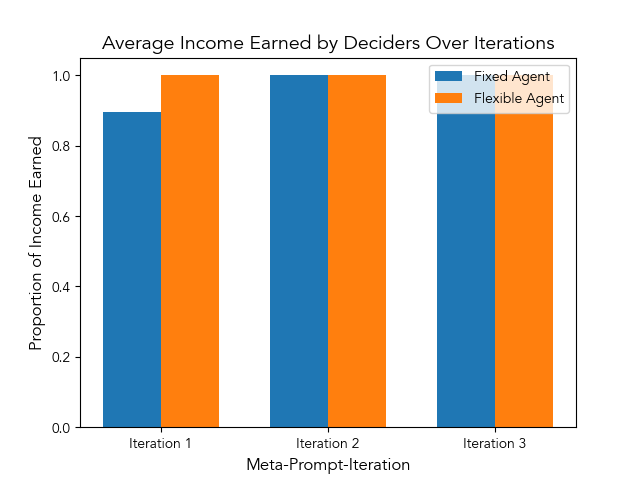 Average Income Earned by Deciders Over Iterations
Fixed Agent
Flexible Agent
Proportion of Income Earned
1.0
0.8
0.6
0.4
0.2
0.0
Iteration 1
Iteration 2
Iteration 3
Meta-Prompt-Iteration